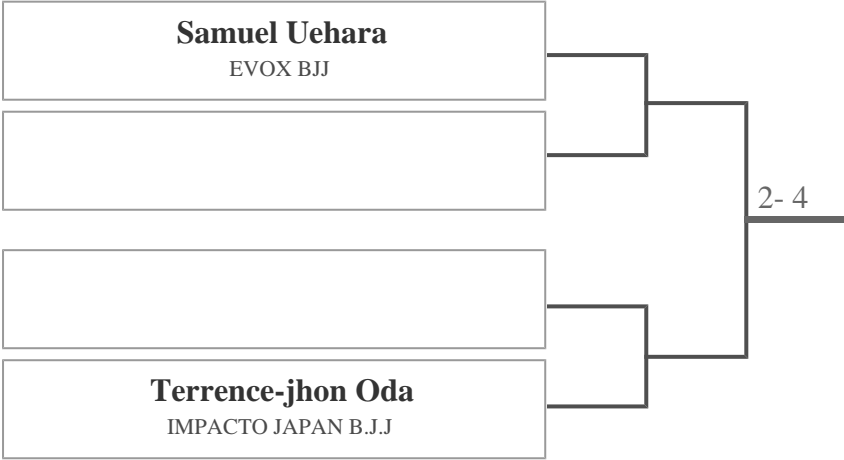 Samuel Uehara
EVOX BJJ
2- 4
Terrence-jhon Oda
IMPACTO JAPAN B.J.J